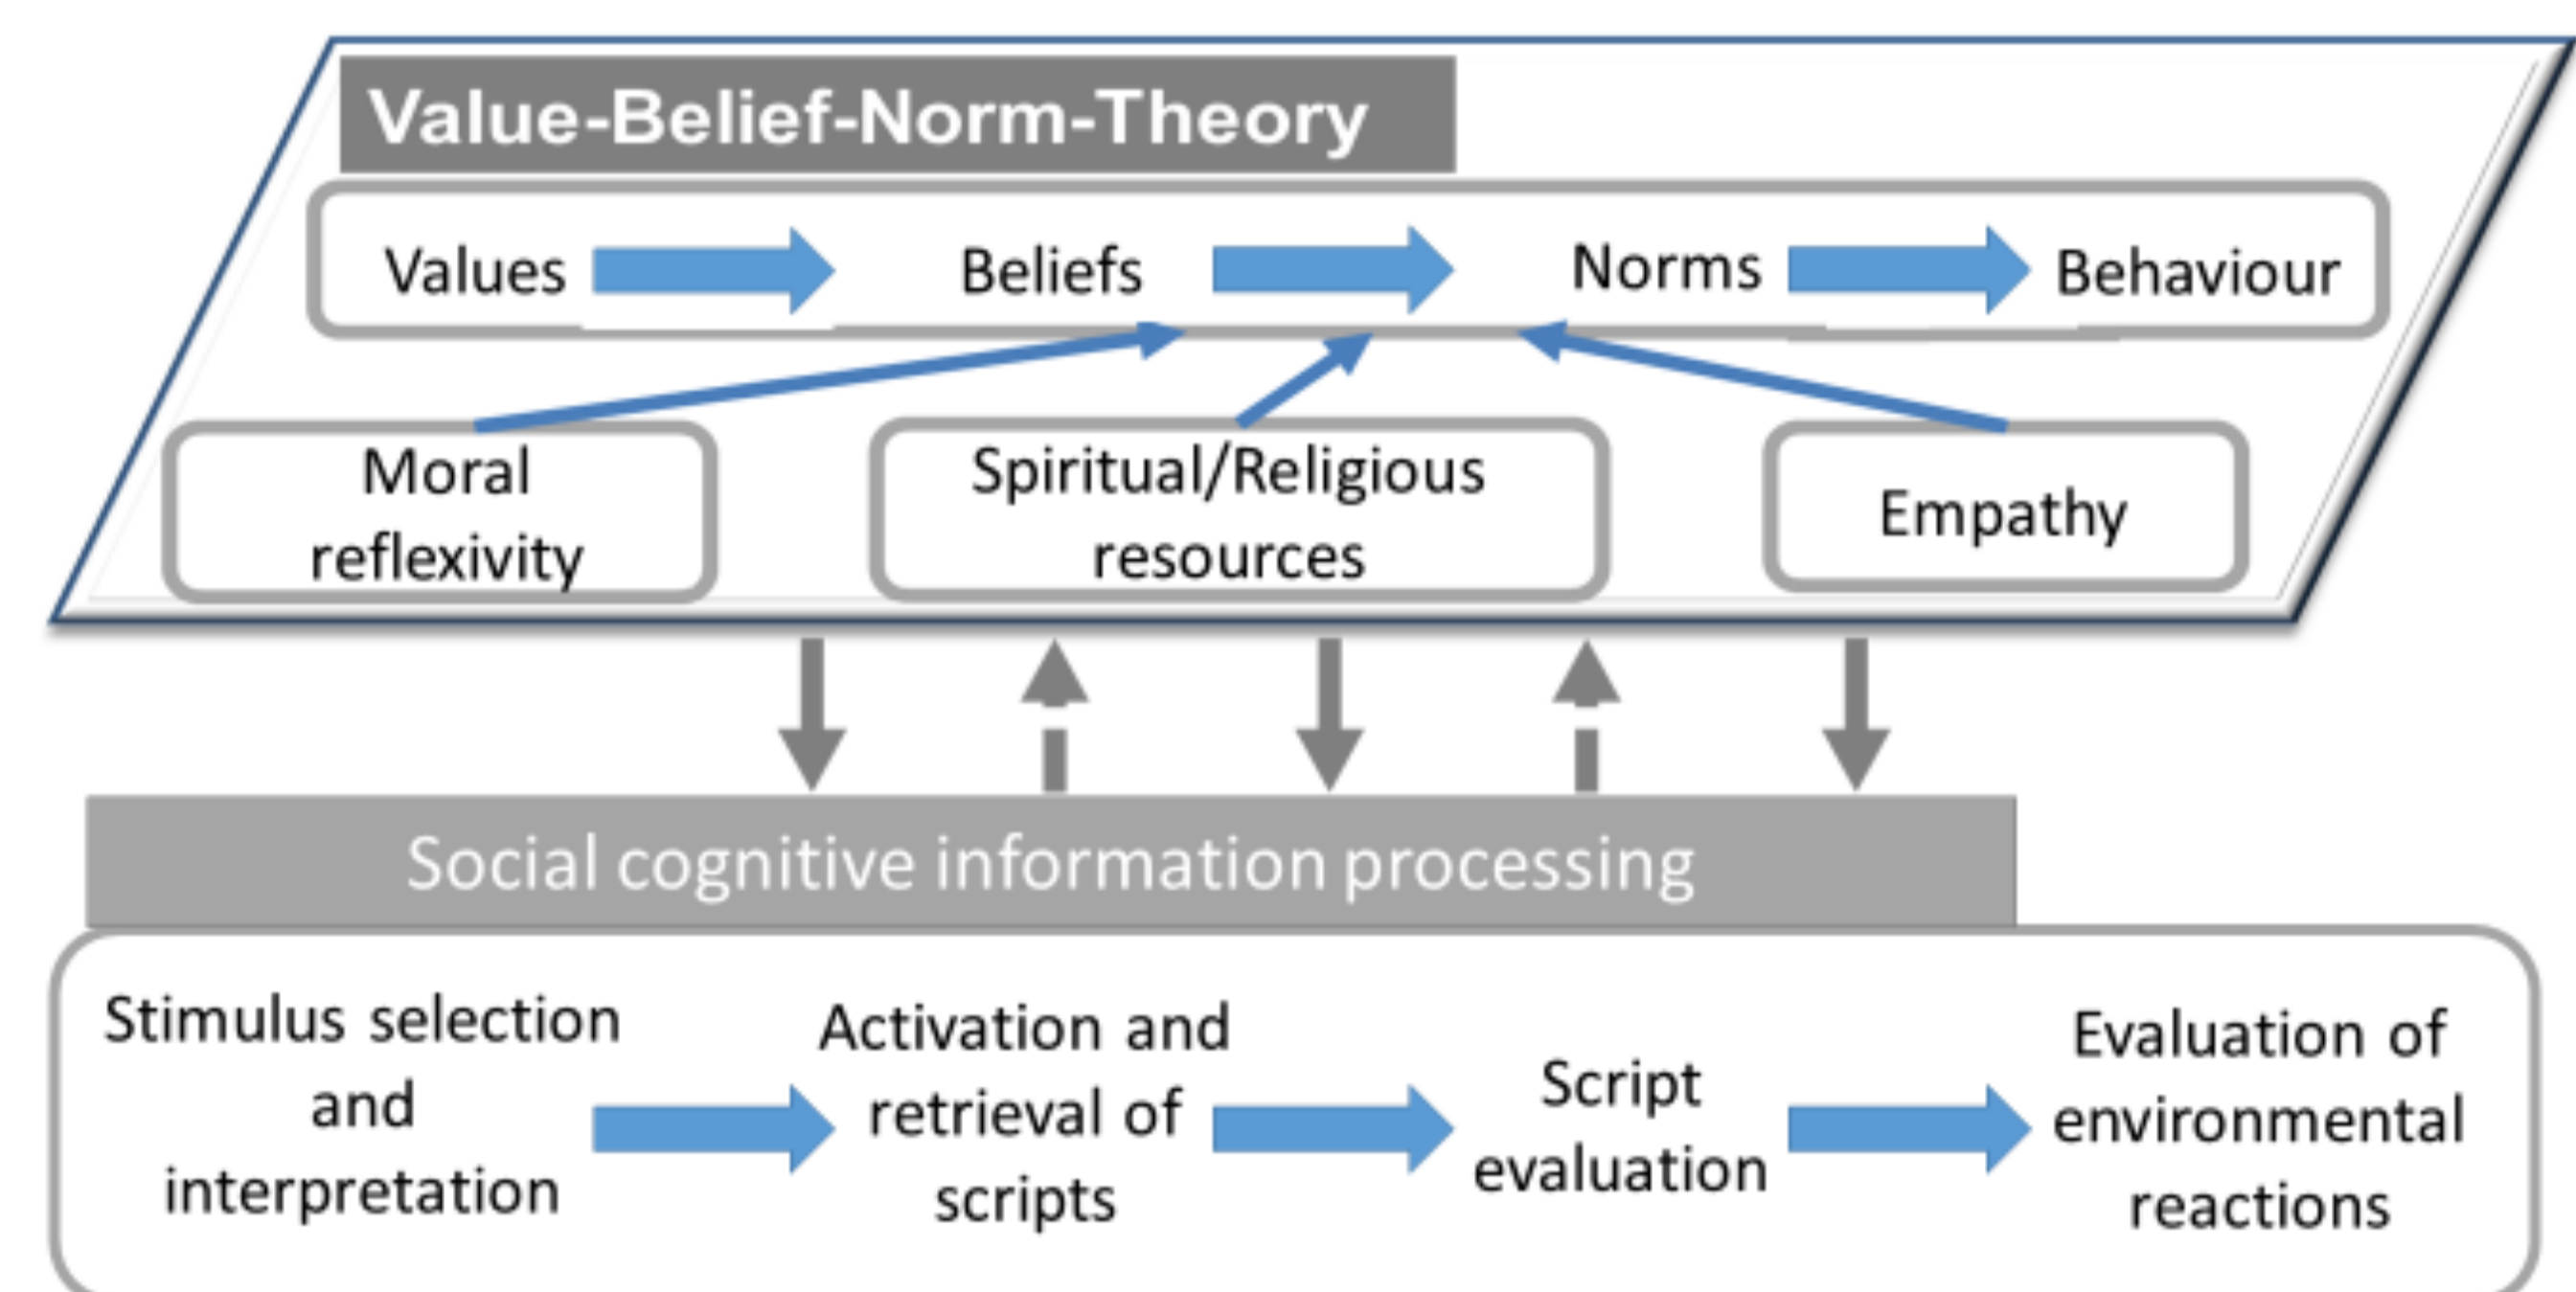 Value-Belief-Norm-Theory
Values
Beliefs
Norms
Behaviour
Moral
reflexivity
Spiritual/Religious
resources
Empathy
Social cognitive information processing
Stimulus selection
and
interpretation
Activation and
retrieval of
scripts
Script
evaluation
Evaluation of
environmental
reactions